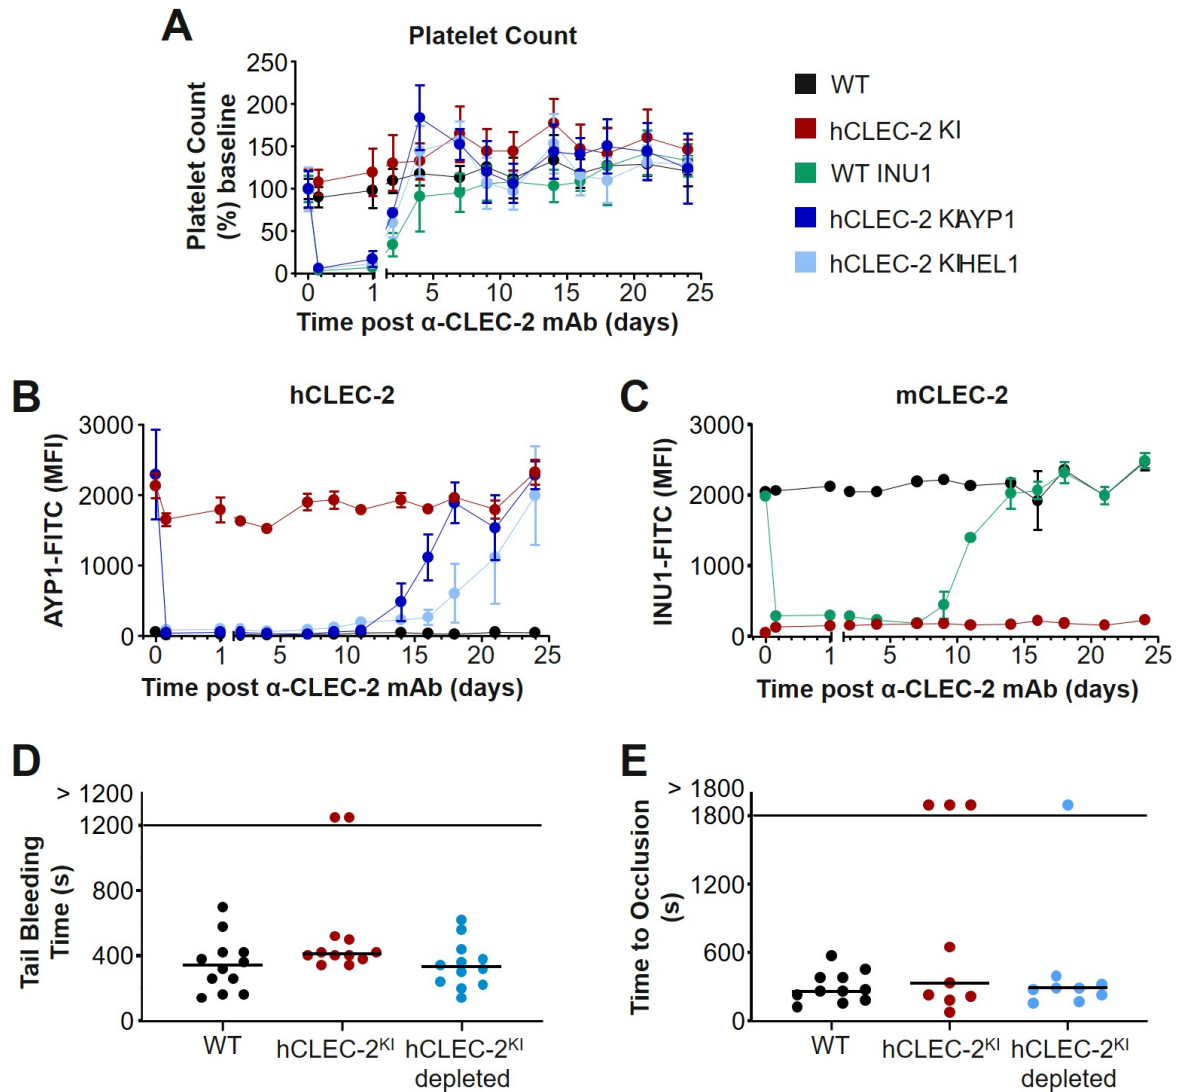 A
Platelet Count
Platelet Count
(%) baseline
250
200
150
100
50
0
0 1 5 10 15 20 25
Time post α-CLEC-2 mAb (days)
WT
hCLEC-2 KI
WT INU1
hCLEC-2 KI AYP1
hCLEC-2 KI HEL1
B
hCLEC-2
AYP1-FITC (MFI)
3000
2000
1000
0
0 1 5 10 15 20 25
Time post α-CLEC-2 mAb (days)
C
mCLEC-2
INU1-FITC (MFI)
3000
2000
1000
0
0 1 5 10 15 20 25
Time post α-CLEC-2 mAb (days)
D
Tail Bleeding
Time (s)
> 1200
1200
800
400
0
WT
hCLEC-2KI
hCLEC-2KI
depleted
E
Time to Occlusion
(s)
> 1800
1800
1200
600
0
WT
hCLEC-2KI
hCLEC-2KI
depleted